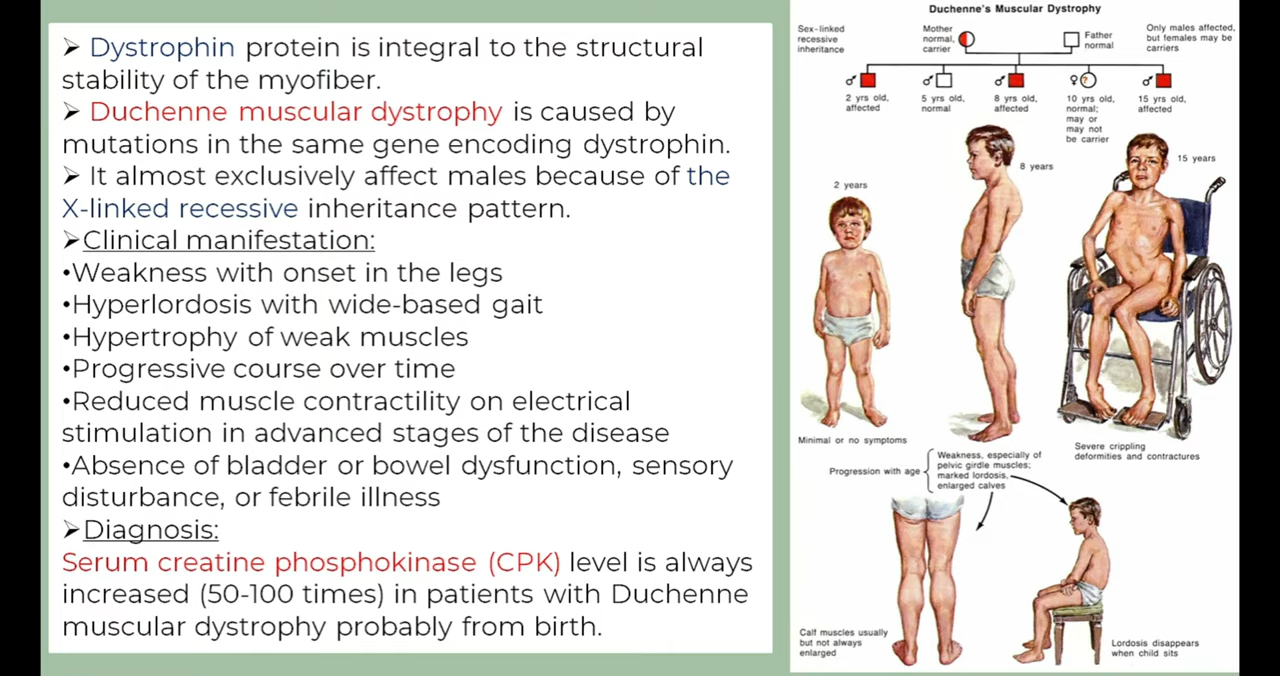 ➢ Dystrophin protein is integral to the structural
stability of the myofiber.
➢ Duchenne muscular dystrophy is caused by
mutations in the same gene encoding dystrophin.
➢ It almost exclusively affect males because of the
X-linked recessive inheritance pattern.
➢Clinical manifestation:
•Weakness with onset in the legs
•Hyperlordosis with wide-based gait
•Hypertrophy of weak muscles
•Progressive course over time
•Reduced muscle contractility on electrical
stimulation in advanced stages of the disease
•Absence of bladder or bowel dysfunction, sensory
disturbance, or febrile illness
➢Diagnosis:
Serum creatine phosphokinase (CPK) level is always
increased (50-100 times) in patients with Duchenne
muscular dystrophy probably from birth.
Duchenne's Muscular Dystrophy
Sex-linked
recessive
inheritance
Mother
normal,
carrier
Father
normal
Only males affected,
but females may be
carriers
♂
♂
♂
♀ ?
♂
2 yrs old,
affected
5 yrs old,
normal
8 yrs old,
affected
10 yrs old,
normal;
may or
may not
be carrier
15 yrs old,
affected
2 years
8 years
15 years
Minimal or no symptoms
Progression with age
Weakness, especially of
pelvic girdle muscles;
marked lordosis,
enlarged calves
Severe crippling
deformities and contractures
Calf muscles usually
but not always
enlarged
Lordosis disappears
when child sits